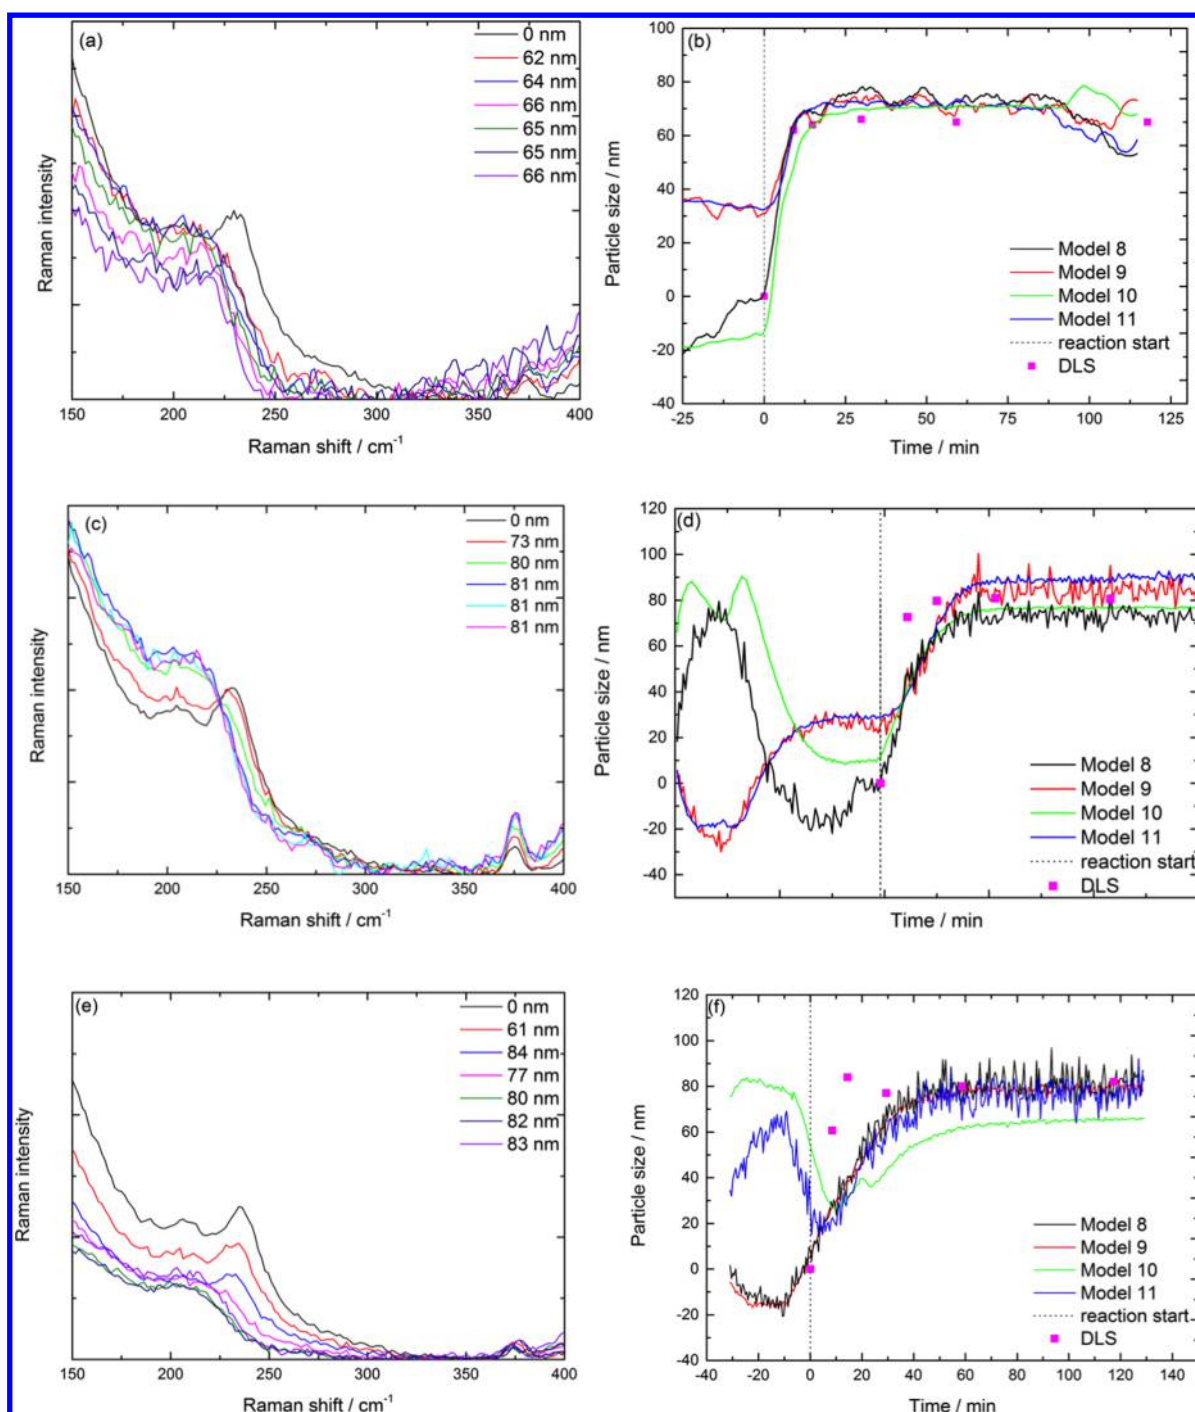 (a)
0 nm
62 nm
64 nm
66 nm
65 nm
65 nm
66 nm
Raman intensity
150 200 250 300 350 400
Raman shift / cm⁻¹
(b)
100
80
60
40
20
0
-20
-40
Particle size / nm
Model 8
Model 9
Model 10
Model 11
reaction start
DLS
-25 0 25 50 75 100 125
Time / min
(c)
0 nm
73 nm
80 nm
81 nm
81 nm
81 nm
Raman intensity
150 200 250 300 350 400
Raman shift / cm⁻¹
(d)
120
100
80
60
40
20
0
-20
-40
Particle size / nm
Model 8
Model 9
Model 10
Model 11
reaction start
DLS
Time / min
(e)
0 nm
61 nm
84 nm
77 nm
80 nm
82 nm
83 nm
Raman intensity
150 200 250 300 350 400
Raman shift / cm⁻¹
(f)
120
100
80
60
40
20
0
-20
-40
Particle size / nm
Model 8
Model 9
Model 10
Model 11
reaction start
DLS
-40 -20 0 20 40 60 80 100 120 140
Time / min